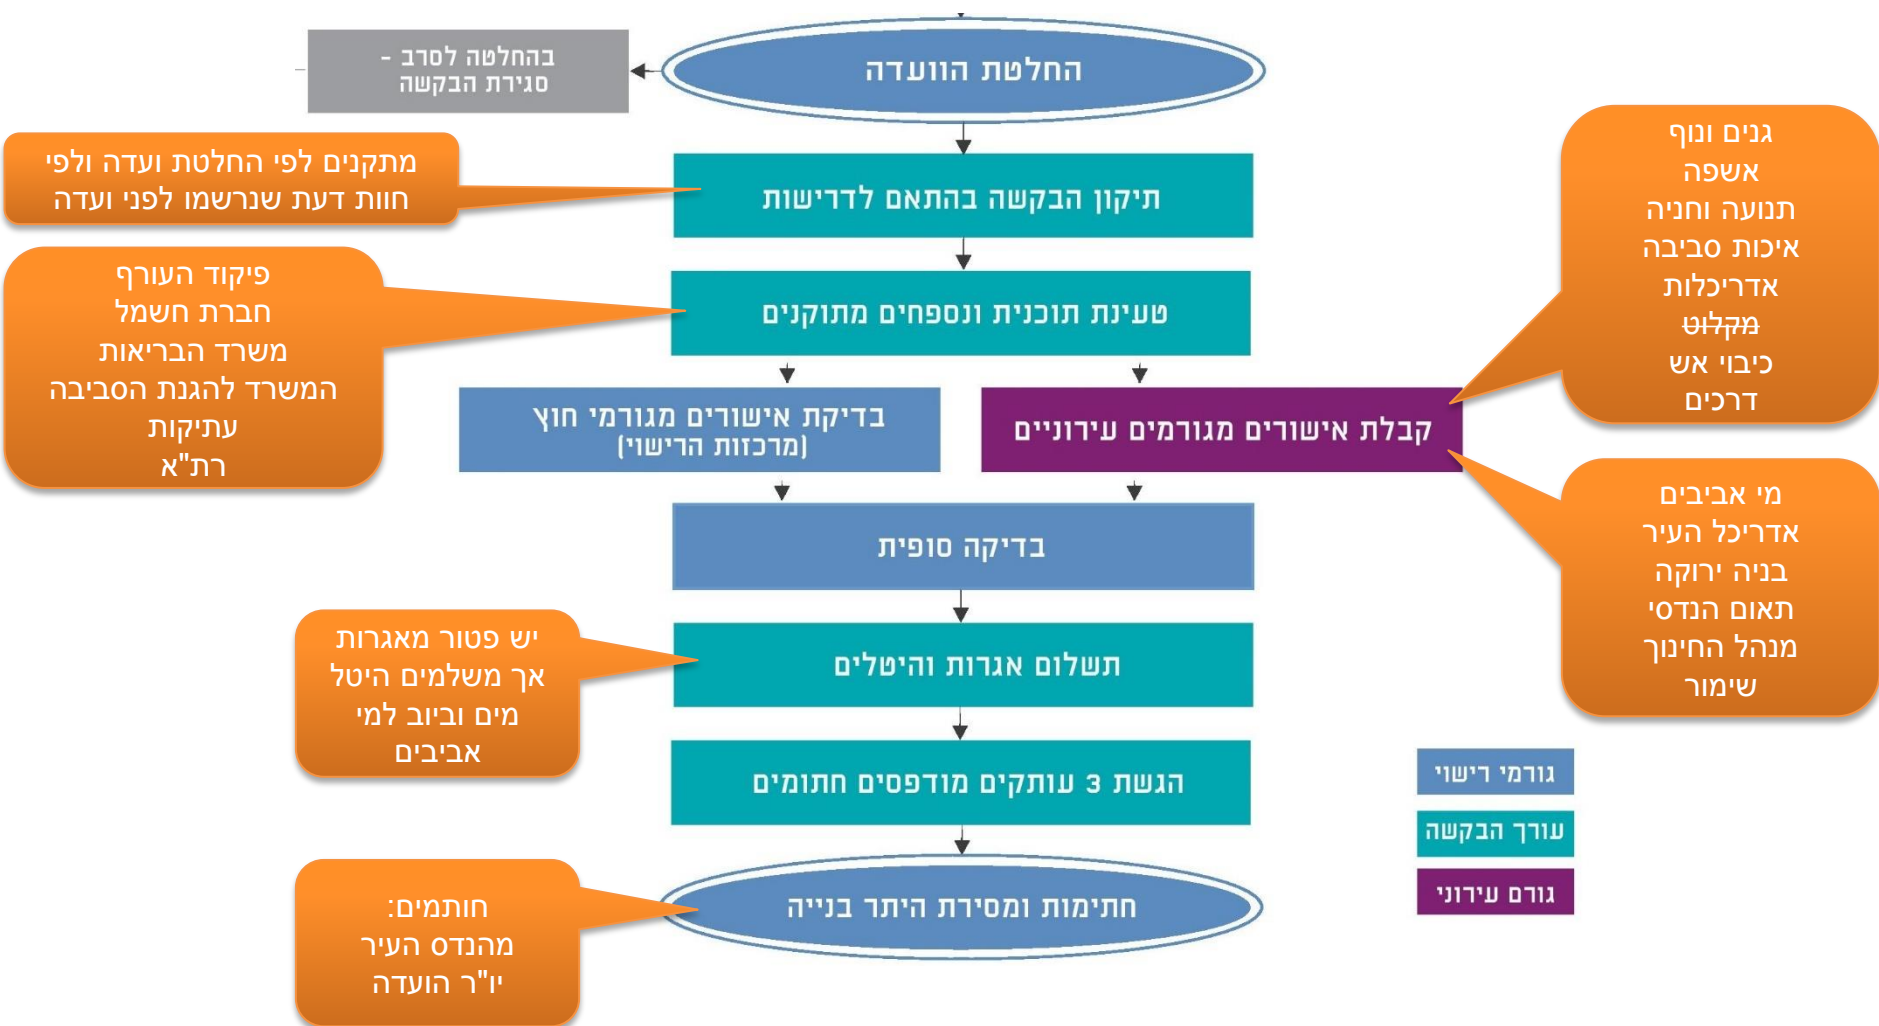 החלטת הוועדה
בהחלטה לסרב -
סגירת הבקשה
תיקון הבקשה בהתאם לדרישות
מתקנים לפי החלטת ועדה ולפי
חוות דעת שנרשמו לפני ועדה
טעינת תוכנית ונספחים מתוקנים
פיקוד העורף
חברת חשמל
משרד הבריאות
המשרד להגנת הסביבה
עתיקות
רת"א
גנים ונוף
אשפה
תנועה וחניה
איכות סביבה
אדריכלות
מקלוט
כיבוי אש
דרכים
קבלת אישורים מגורמים עירוניים
בדיקת אישורים מגורמי חוץ
(מרכזות הרישוי)
מי אביבים
אדריכל העיר
בניה ירוקה
תאום הנדסי
מנהל החינוך
שימור
בדיקה סופית
תשלום אגרות והיטלים
יש פטור מאגרות
אך משלמים היטל
מים וביוב למי
אביבים
הגשת 3 עותקים מודפסים חתומים
חתימות ומסירת היתר בנייה
חותמים:
מהנדס העיר
יו"ר הועדה
גורמי רישוי
עורך הבקשה
גורם עירוני